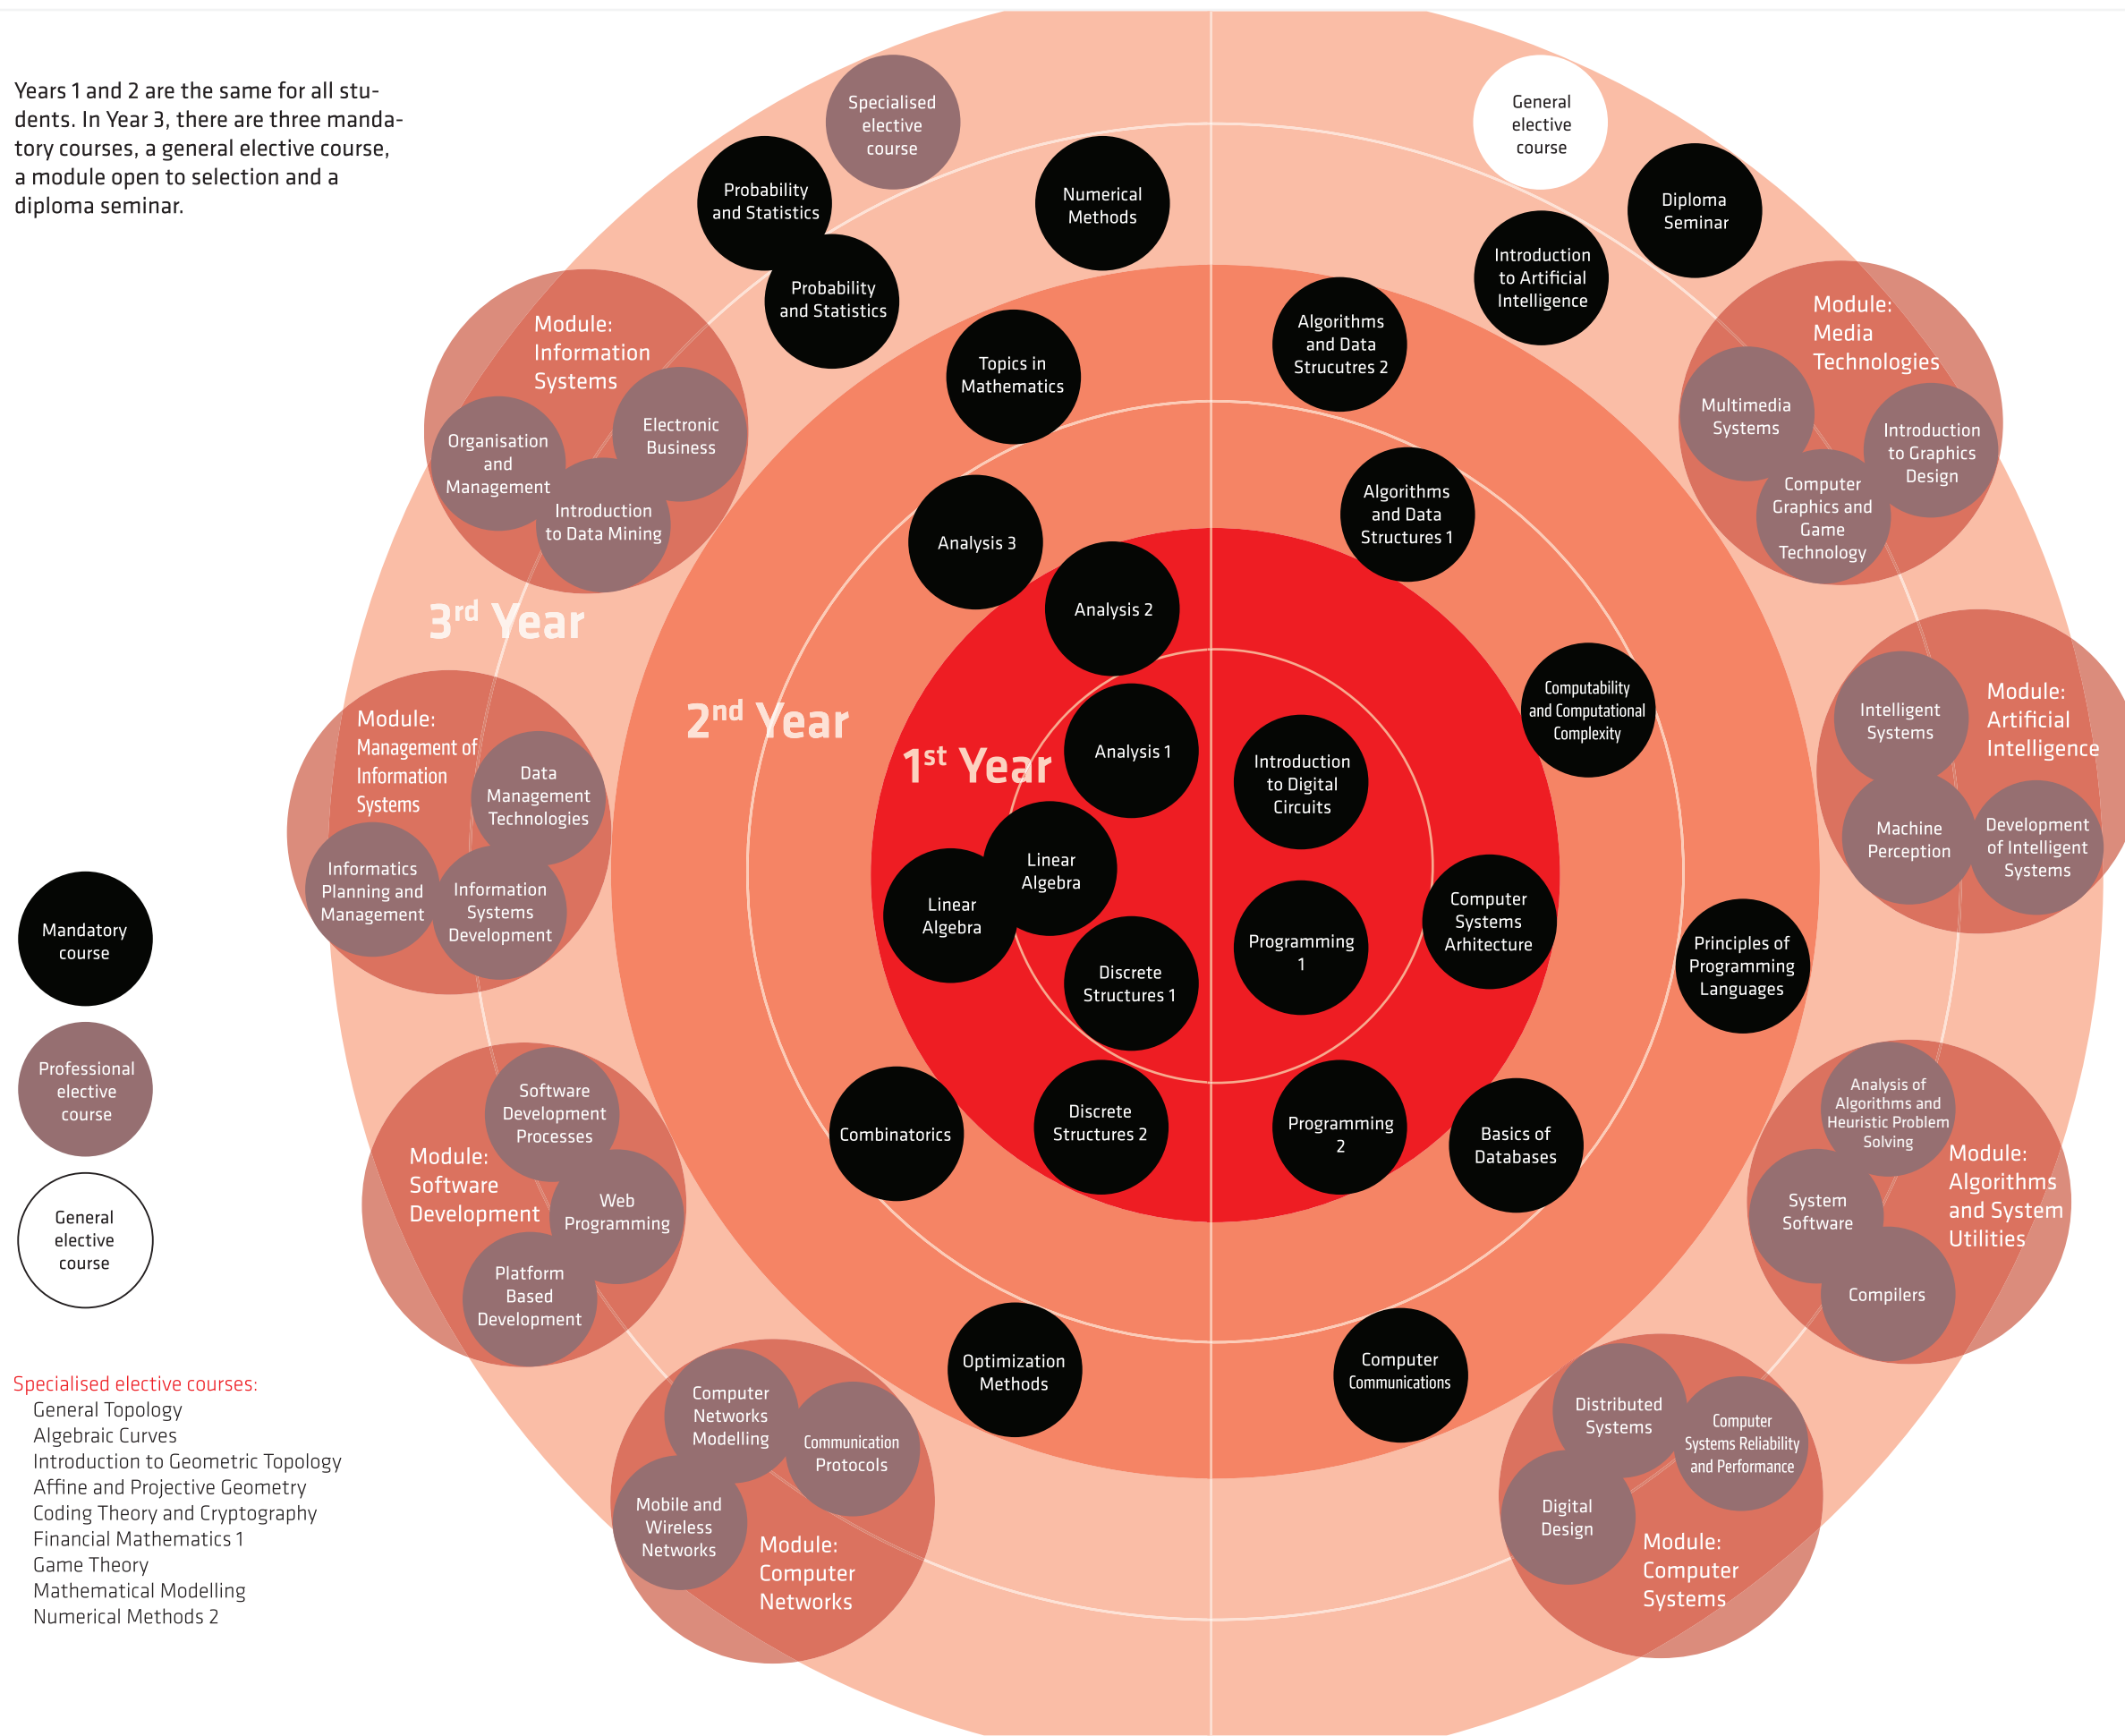 Years 1 and 2 are the same for all stu-
dents. In Year 3, there are three manda-
tory courses, a general elective course,
a module open to selection and a
diploma seminar.
Specialised
elective
course
General
elective
course
Probability
and Statistics
Numerical
Methods
Diploma
Seminar
Probability
and Statistics
Introduction
to Artificial
Intelligence
Module:
Information
Systems
Organisation
and
Management
Electronic
Business
Introduction
to Data Mining
Topics in
Mathematics
Algorithms
and Data
Strucutres 2
Module:
Media
Technologies
Multimedia
Systems
Introduction
to Graphics
Design
Computer
Graphics and
Game
Technology
Analysis 3
Algorithms
and Data
Structures 1
Analysis 2
3rd Year
2nd Year
1st Year
Analysis 1
Introduction
to Digital
Circuits
Computability
and Computational
Complexity
Module:
Artificial
Intelligence
Intelligent
Systems
Machine
Perception
Development
of Intelligent
Systems
Module:
Management of
Information
Systems
Data
Management
Technologies
Informatics
Planning and
Management
Information
Systems
Development
Linear
Algebra
Linear
Algebra
Discrete
Structures 1
Programming
1
Computer
Systems
Arhitecture
Principles of
Programming
Languages
Mandatory
course
Professional
elective
course
General
elective
course
Module:
Software
Development
Software
Development
Processes
Web
Programming
Platform
Based
Development
Combinatorics
Discrete
Structures 2
Programming
2
Basics of
Databases
Analysis of
Algorithms and
Heuristic Problem
Solving
Module:
Algorithms
and System
Utilities
System
Software
Compilers
Optimization
Methods
Computer
Communications
Computer
Networks
Modelling
Communication
Protocols
Mobile and
Wireless
Networks
Module:
Computer
Networks
Distributed
Systems
Computer
Systems Reliability
and Performance
Digital
Design
Module:
Computer
Systems
Specialised elective courses:
General Topology
Algebraic Curves
Introduction to Geometric Topology
Affine and Projective Geometry
Coding Theory and Cryptography
Financial Mathematics 1
Game Theory
Mathematical Modelling
Numerical Methods 2